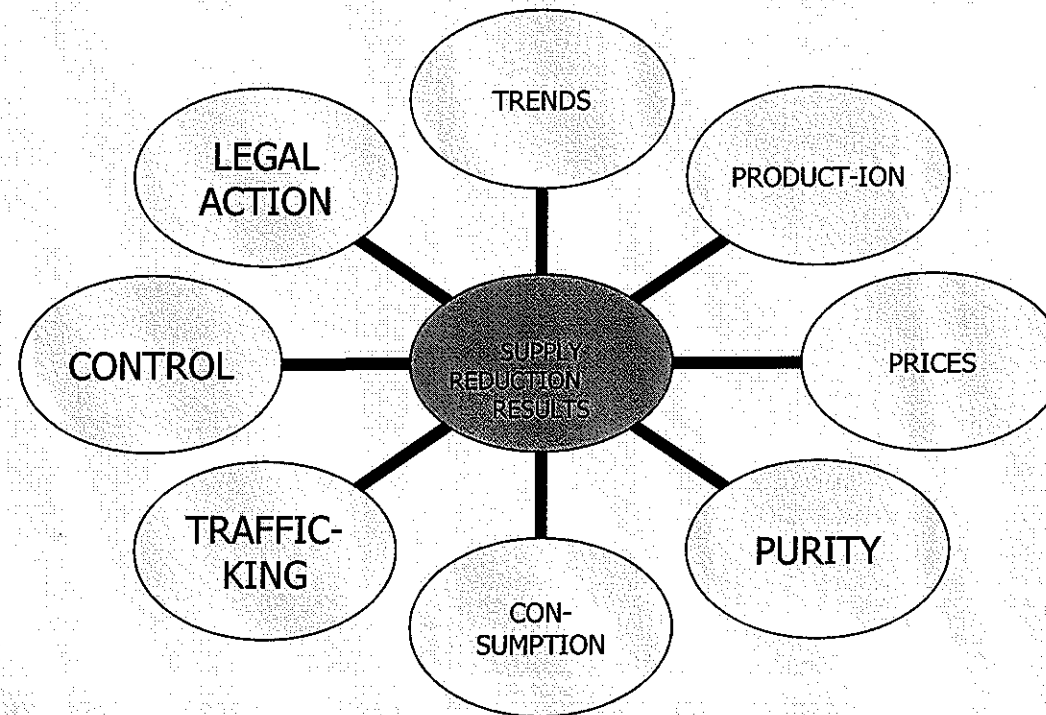 TRENDS
LEGAL
ACTION
PRODUCT-ION
CONTROL
SUPPLY
REDUCTION
RESULTS
PRICES
TRAFFIC-
KING
PURITY
CON-
SUMPTION